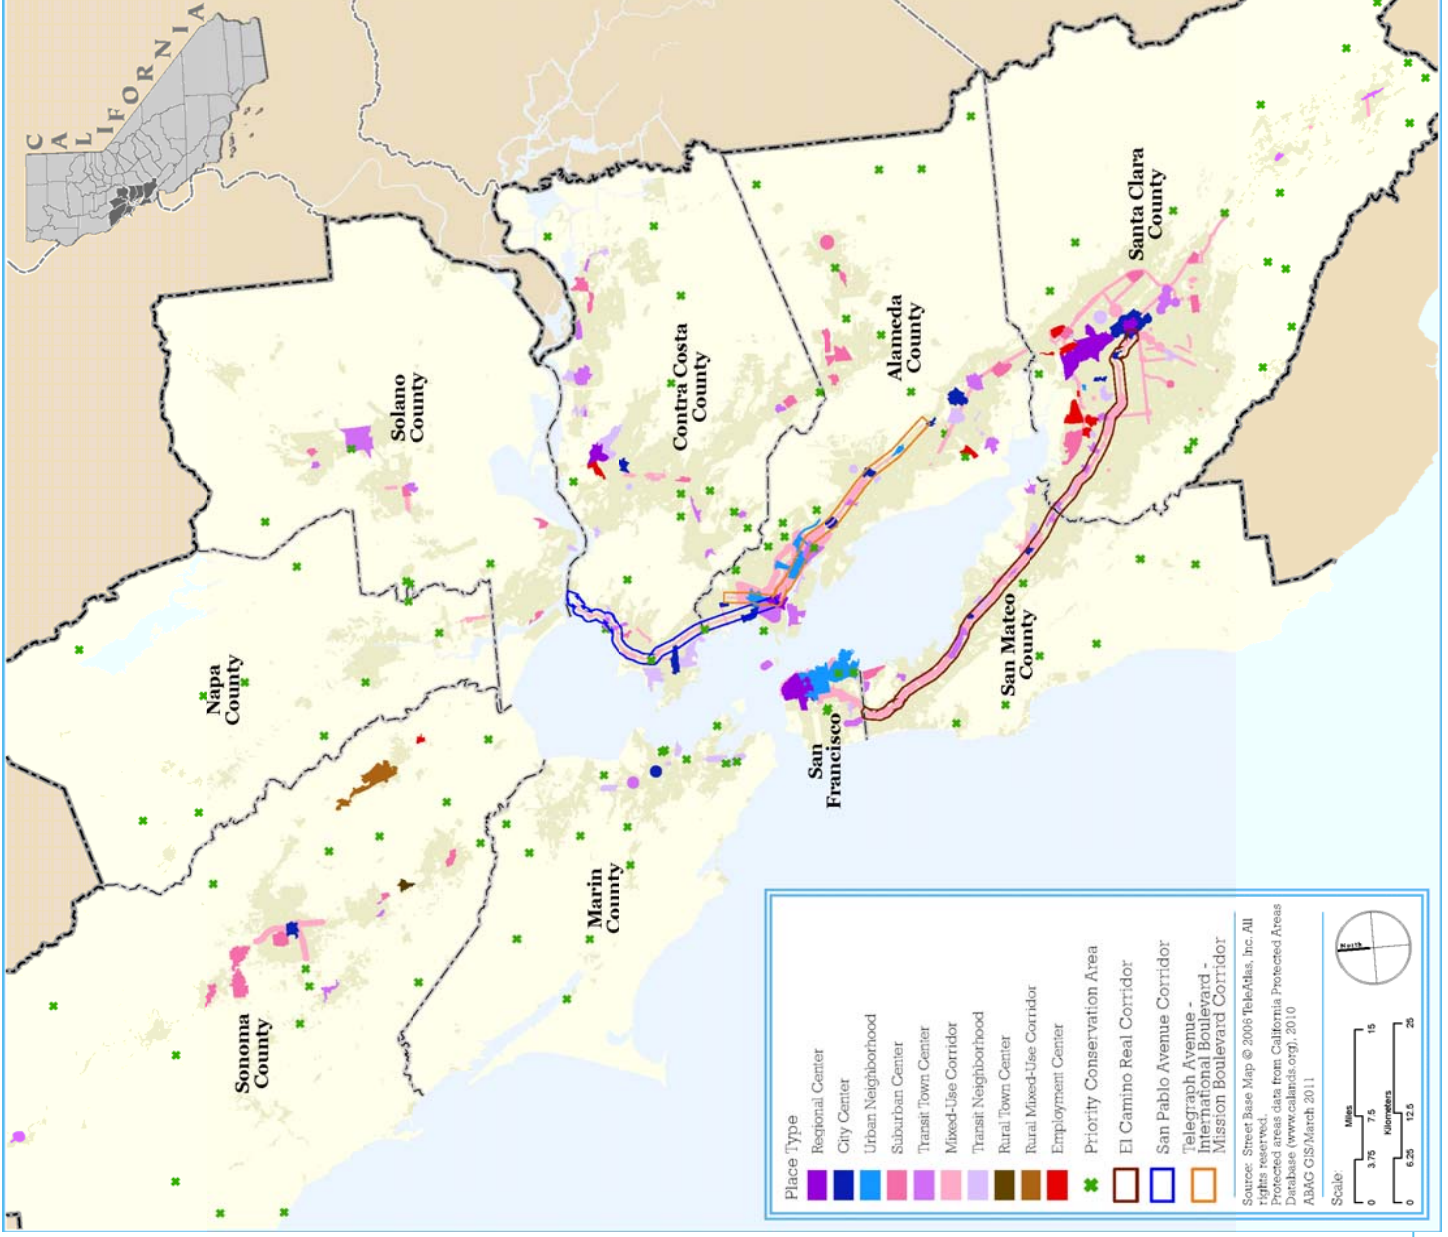 CALIFORNIA
Solano
County
Napa
County
Sonoma
County
Marin
County
Contra Costa
County
Alameda
County
Santa Clara
County
San Mateo
County
San
Francisco
Place Type
Regional Center
City Center
Urban Neighborhood
Suburban Center
Transit Town Center
Mixed-Use Corridor
Transit Neighborhood
Rural Town Center
Rural Mixed-Use Corridor
Employment Center
Priority Conservation Area
El Camino Real Corridor
San Pablo Avenue Corridor
Telegraph Avenue -
International Boulevard -
Mission Boulevard Corridor
Source: Street Base Map © 2006 TeleAtlas, Inc. All
rights reserved.
Protected areas data from California Protected Areas
Database (www.calands.org), 2010
ABAG GIS/March 2011
Scale:
Miles
0 3.75 7.5 15
Kilometers
0 6.25 12.5 25
North